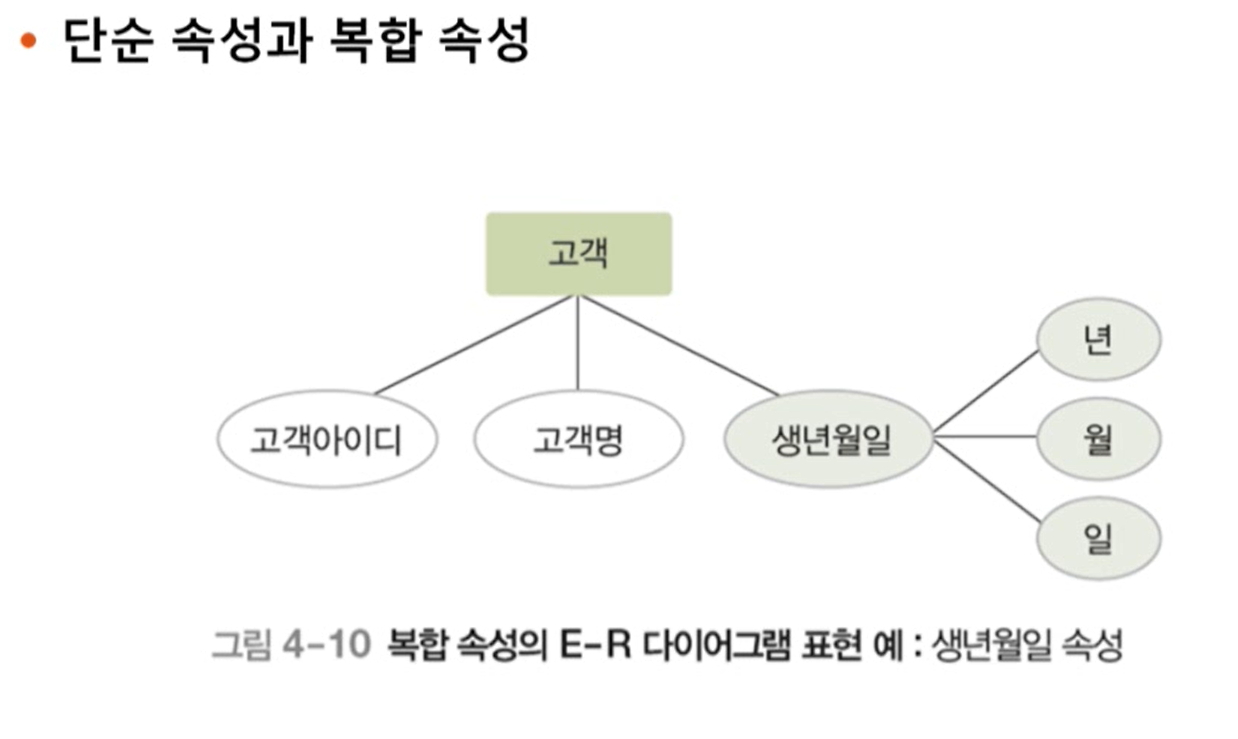 • 단순 속성과 복합 속성
고객
고객아이디
고객명
생년월일
년
월
일
그림 4-10 복합 속성의 E-R 다이어그램 표현 예 : 생년월일 속성